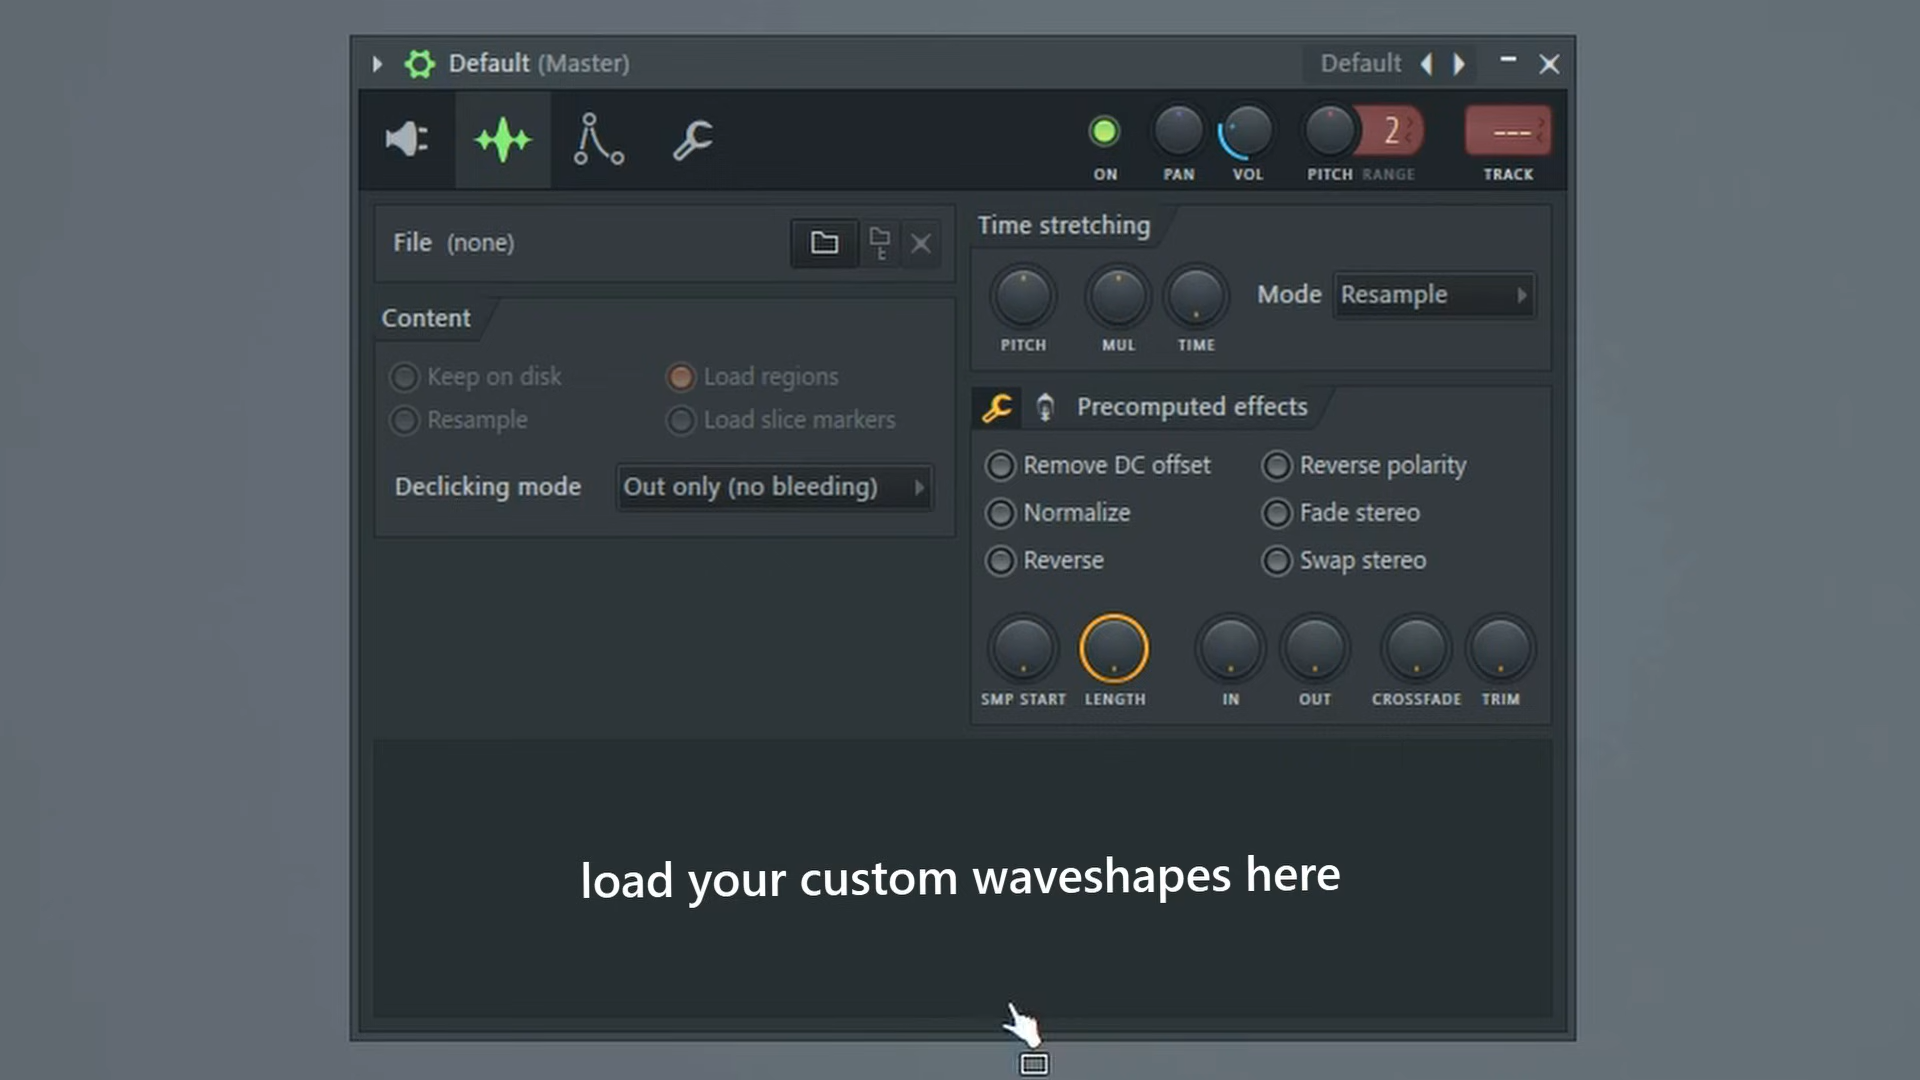 Default (Master)
Default
ON
PAN
VOL
PITCH RANGE
2
TRACK
---
File (none)
Content
Keep on disk
Load regions
Resample
Load slice markers
Declicking mode
Out only (no bleeding)
Time stretching
PITCH
MUL
TIME
Mode
Resample
Precomputed effects
Remove DC offset
Reverse polarity
Normalize
Fade stereo
Reverse
Swap stereo
SMP START
LENGTH
IN
OUT
CROSSFADE
TRIM
load your custom waveshapes here